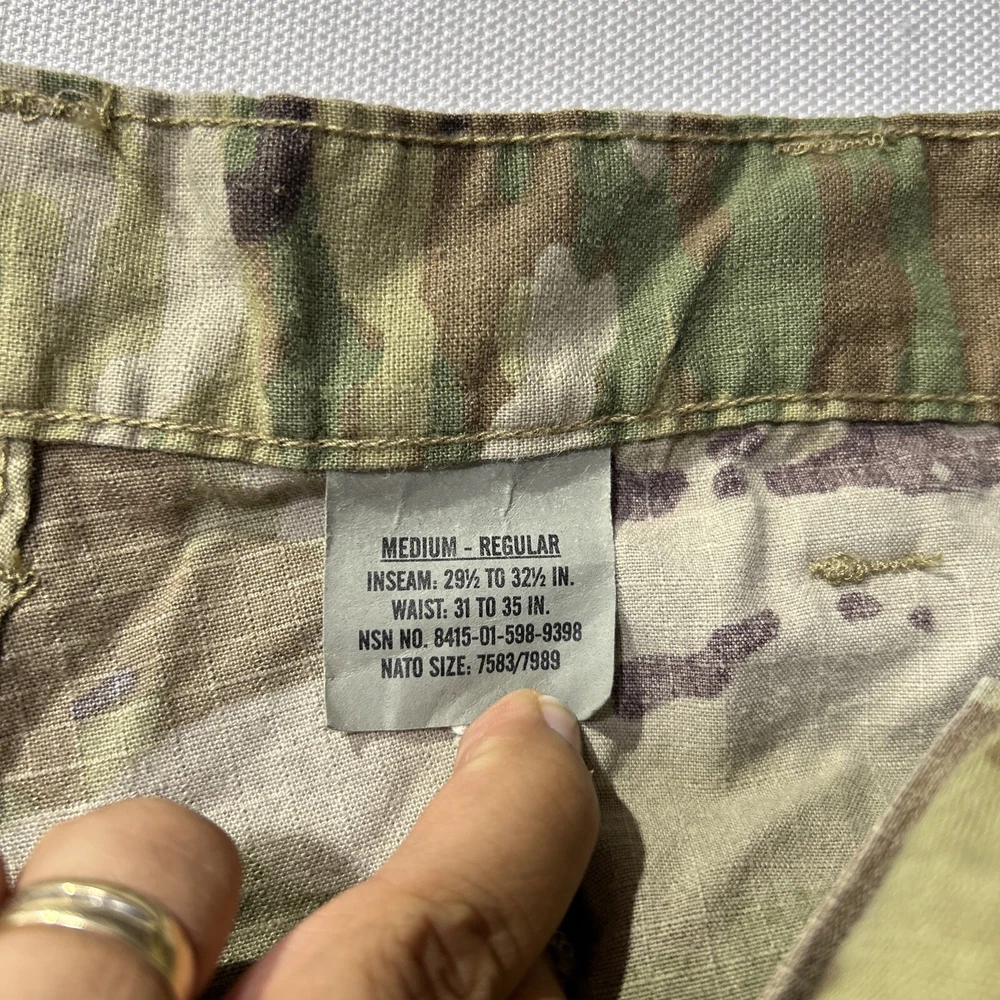 MEDIUM - REGULAR
INSEAM: 29½ TO 32½ IN.
WAIST: 31 TO 35 IN.
NSN NO. 8415-01-598-9398
NATO SIZE: 7583/7989